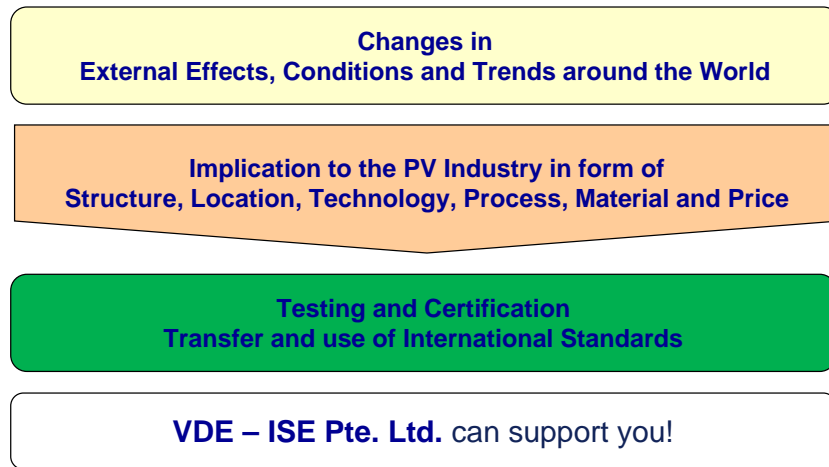 Changes in
External Effects, Conditions and Trends around the World
Implication to the PV Industry in form of
Structure, Location, Technology, Process, Material and Price
Testing and Certification
Transfer and use of International Standards
VDE – ISE Pte. Ltd. can support you!